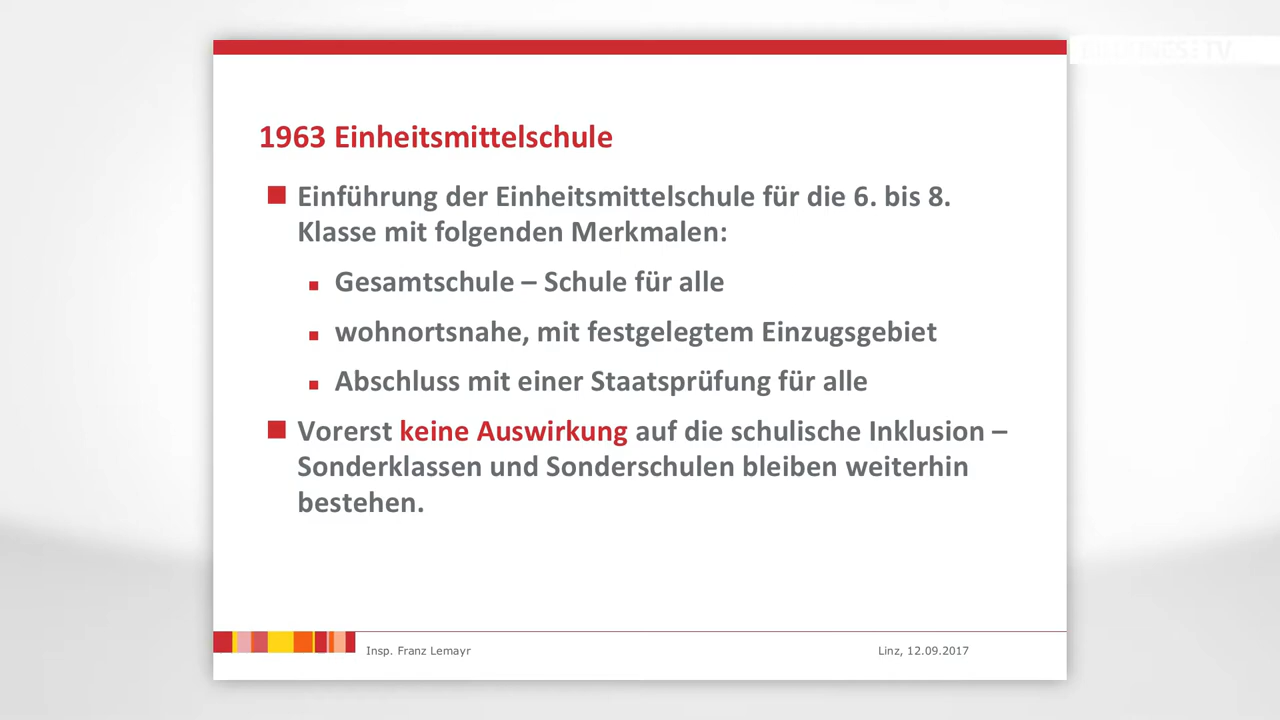 BILDUNGS TV
1963 Einheitsmittelschule
Einführung der Einheitsmittelschule für die 6. bis 8.
Klasse mit folgenden Merkmalen:
Gesamtschule – Schule für alle
wohnortsnahe, mit festgelegtem Einzugsgebiet
Abschluss mit einer Staatsprüfung für alle
Vorerst keine Auswirkung auf die schulische Inklusion –
Sonderklassen und Sonderschulen bleiben weiterhin
bestehen.
Insp. Franz Lemayr
Linz, 12.09.2017